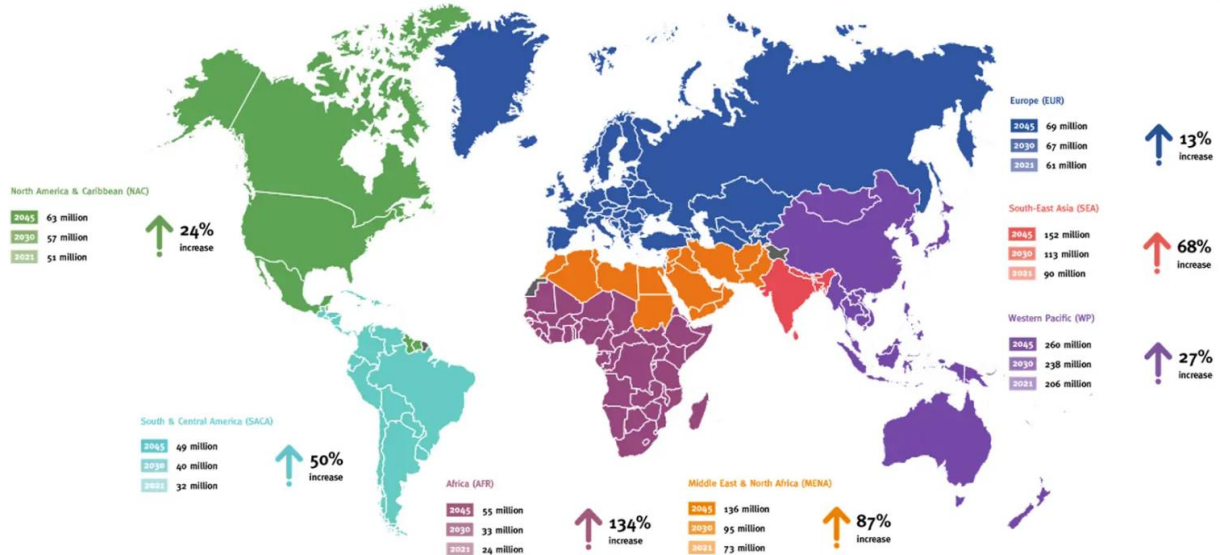 Europe (EUR)
2045 69 million
2030 67 million
2021 61 million
13%
increase
North America & Caribbean (NAC)
2045 63 million
2030 57 million
2021 51 million
24%
increase
South-East Asia (SEA)
2045 152 million
2030 113 million
2021 90 million
68%
increase
Western Pacific (WP)
2045 260 million
2030 238 million
2021 206 million
27%
increase
South & Central America (SACA)
2045 49 million
2030 40 million
2021 32 million
50%
increase
Africa (AFR)
2045 55 million
2030 33 million
2021 24 million
134%
increase
Middle East & North Africa (MENA)
2045 136 million
2030 95 million
2021 73 million
87%
increase